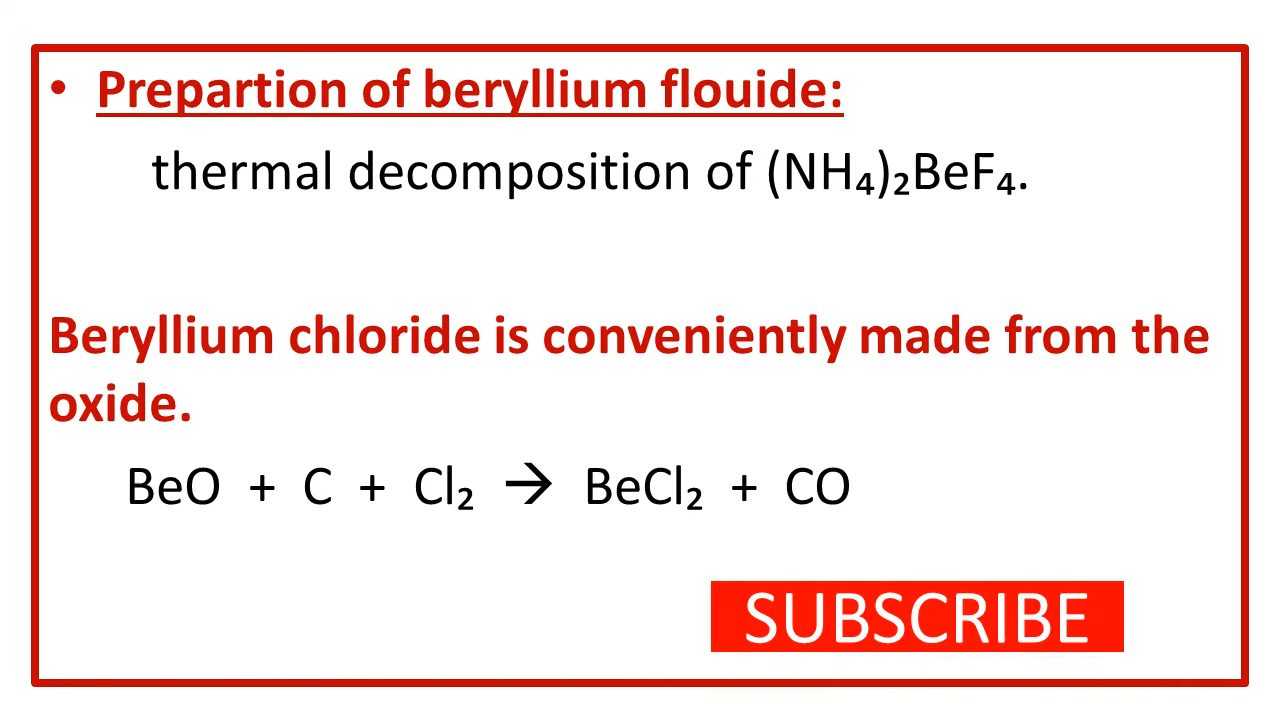 • Prepartion of beryllium flouide:
thermal decomposition of (NH₄)₂BeF₄.
Beryllium chloride is conveniently made from the
oxide.
BeO + C + Cl₂ → BeCl₂ + CO
SUBSCRIBE